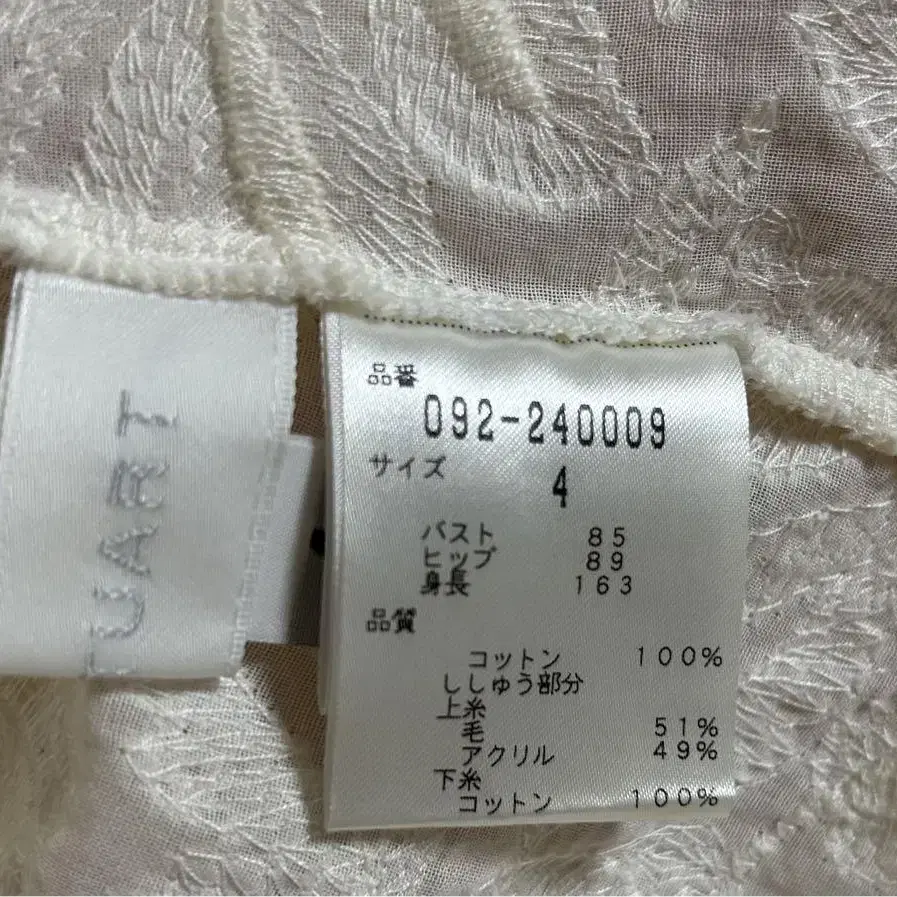 TUART
品番
092-240009
サイズ
4
バスト 85
ヒップ 89
身長 163
品質
コットン 100%
ししゅう部分
上糸
毛 51%
アクリル 49%
下糸
コットン 100%